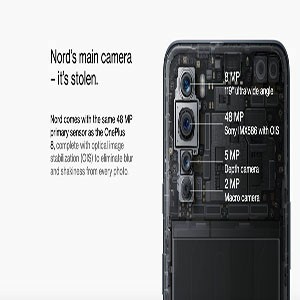 Nord's main camera
– it's stolen.
Nord comes with the same 48 MP
primary sensor as the OnePlus
8, complete with optical image
stabilization (OIS) to eliminate blur
and shakiness from every photo.
8 MP
119° ultra wide angle
48 MP
Sony IMX586 with OIS
5 MP
Depth camera
2 MP
Macro camera